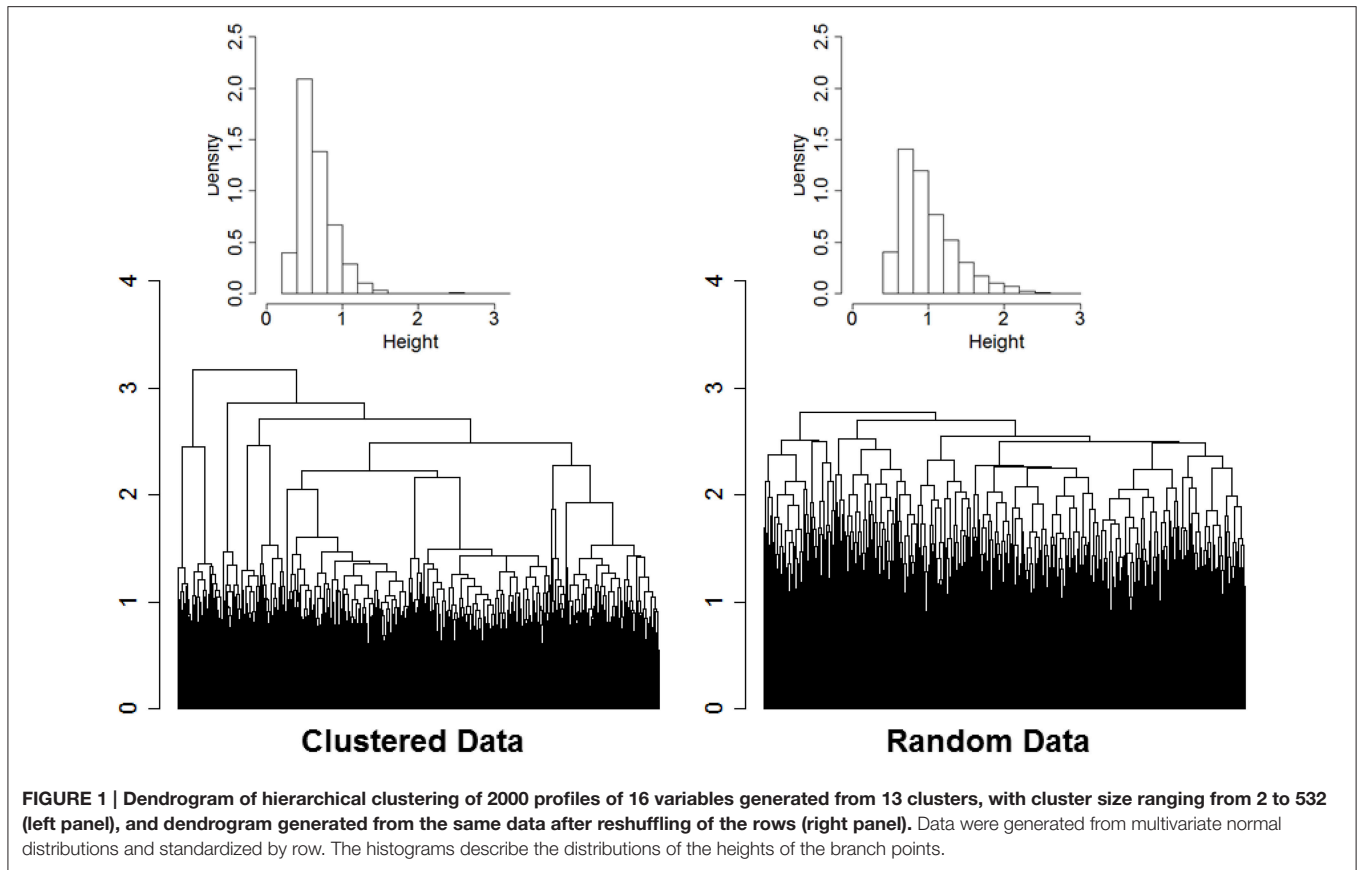 2.5
2.0
1.5
1.0
0.5
0.0
Density
0 1 2 3
Height
4
3
2
1
0
Clustered Data
2.5
2.0
1.5
1.0
0.5
0.0
Density
0 1 2 3
Height
4
3
2
1
0
Random Data
FIGURE 1 | Dendrogram of hierarchical clustering of 2000 profiles of 16 variables generated from 13 clusters, with cluster size ranging from 2 to 532
(left panel), and dendrogram generated from the same data after reshuffling of the rows (right panel). Data were generated from multivariate normal
distributions and standardized by row. The histograms describe the distributions of the heights of the branch points.